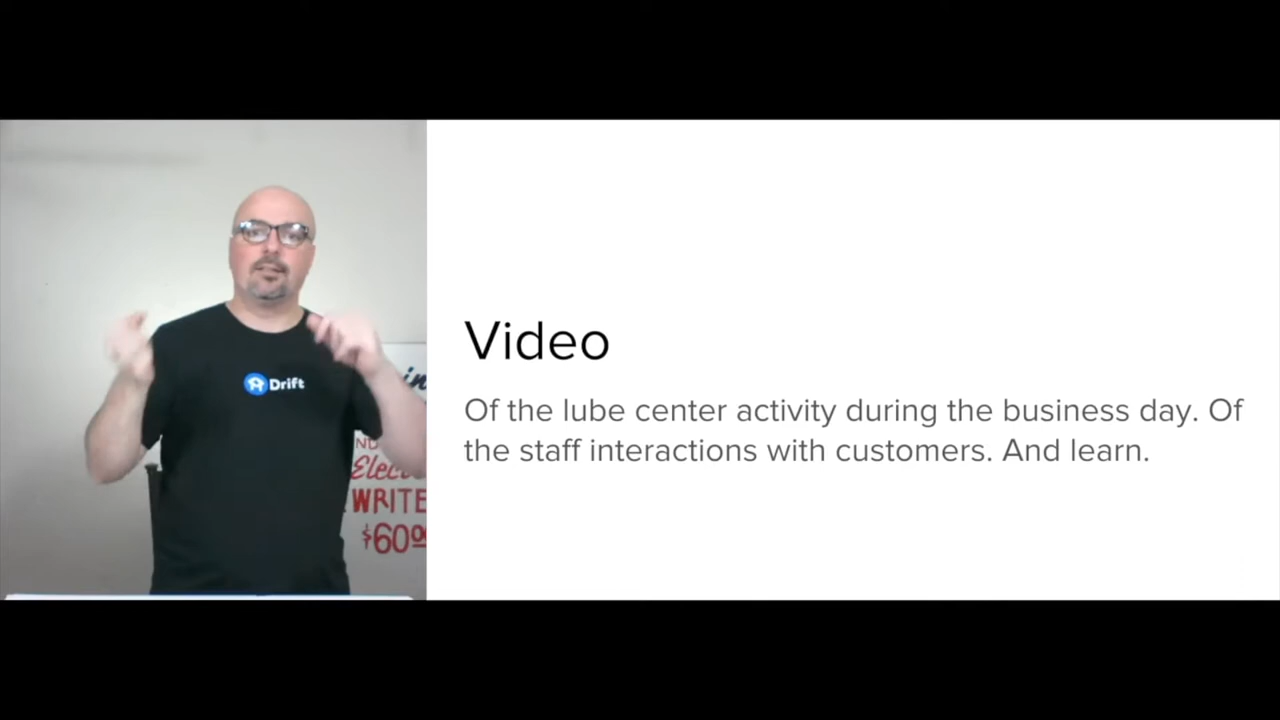 Video
Of the lube center activity during the business day. Of
the staff interactions with customers. And learn.
Drift
WRITE
$60